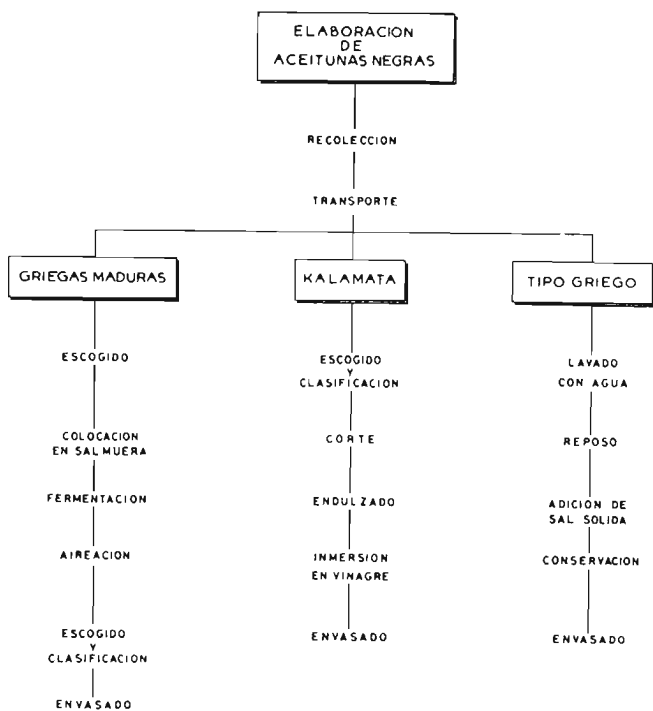 ELABORACION
DE
ACEITUNAS NEGRAS
RECOLECCION
TRANSPORTE
GRIEGAS MADURAS
ESCOGIDO
COLOCACION
EN SALMUERA
FERMENTACION
AIREACION
ESCOGIDO
Y
CLASIFICACION
ENVASADO
KALAMATA
ESCOGIDO
Y
CLASIFICACION
CORTE
ENDULZADO
INMERSION
EN VINAGRE
ENVASADO
TIPO GRIEGO
LAVADO
CON AGUA
REPOSO
ADICION DE
SAL SOLIDA
CONSERVACION
ENVASADO